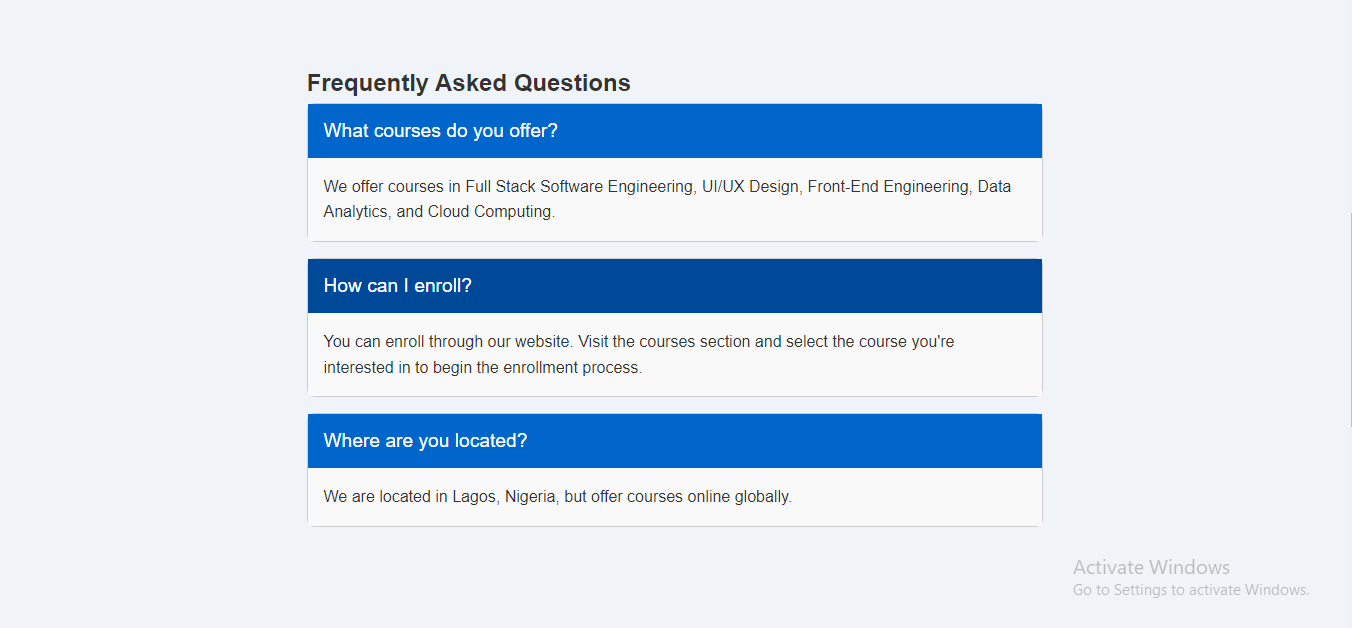 Frequently Asked Questions
What courses do you offer?
We offer courses in Full Stack Software Engineering, UI/UX Design, Front-End Engineering, Data
Analytics, and Cloud Computing.
How can I enroll?
You can enroll through our website. Visit the courses section and select the course you're
interested in to begin the enrollment process.
Where are you located?
We are located in Lagos, Nigeria, but offer courses online globally.
Activate Windows
Go to Settings to activate Windows.